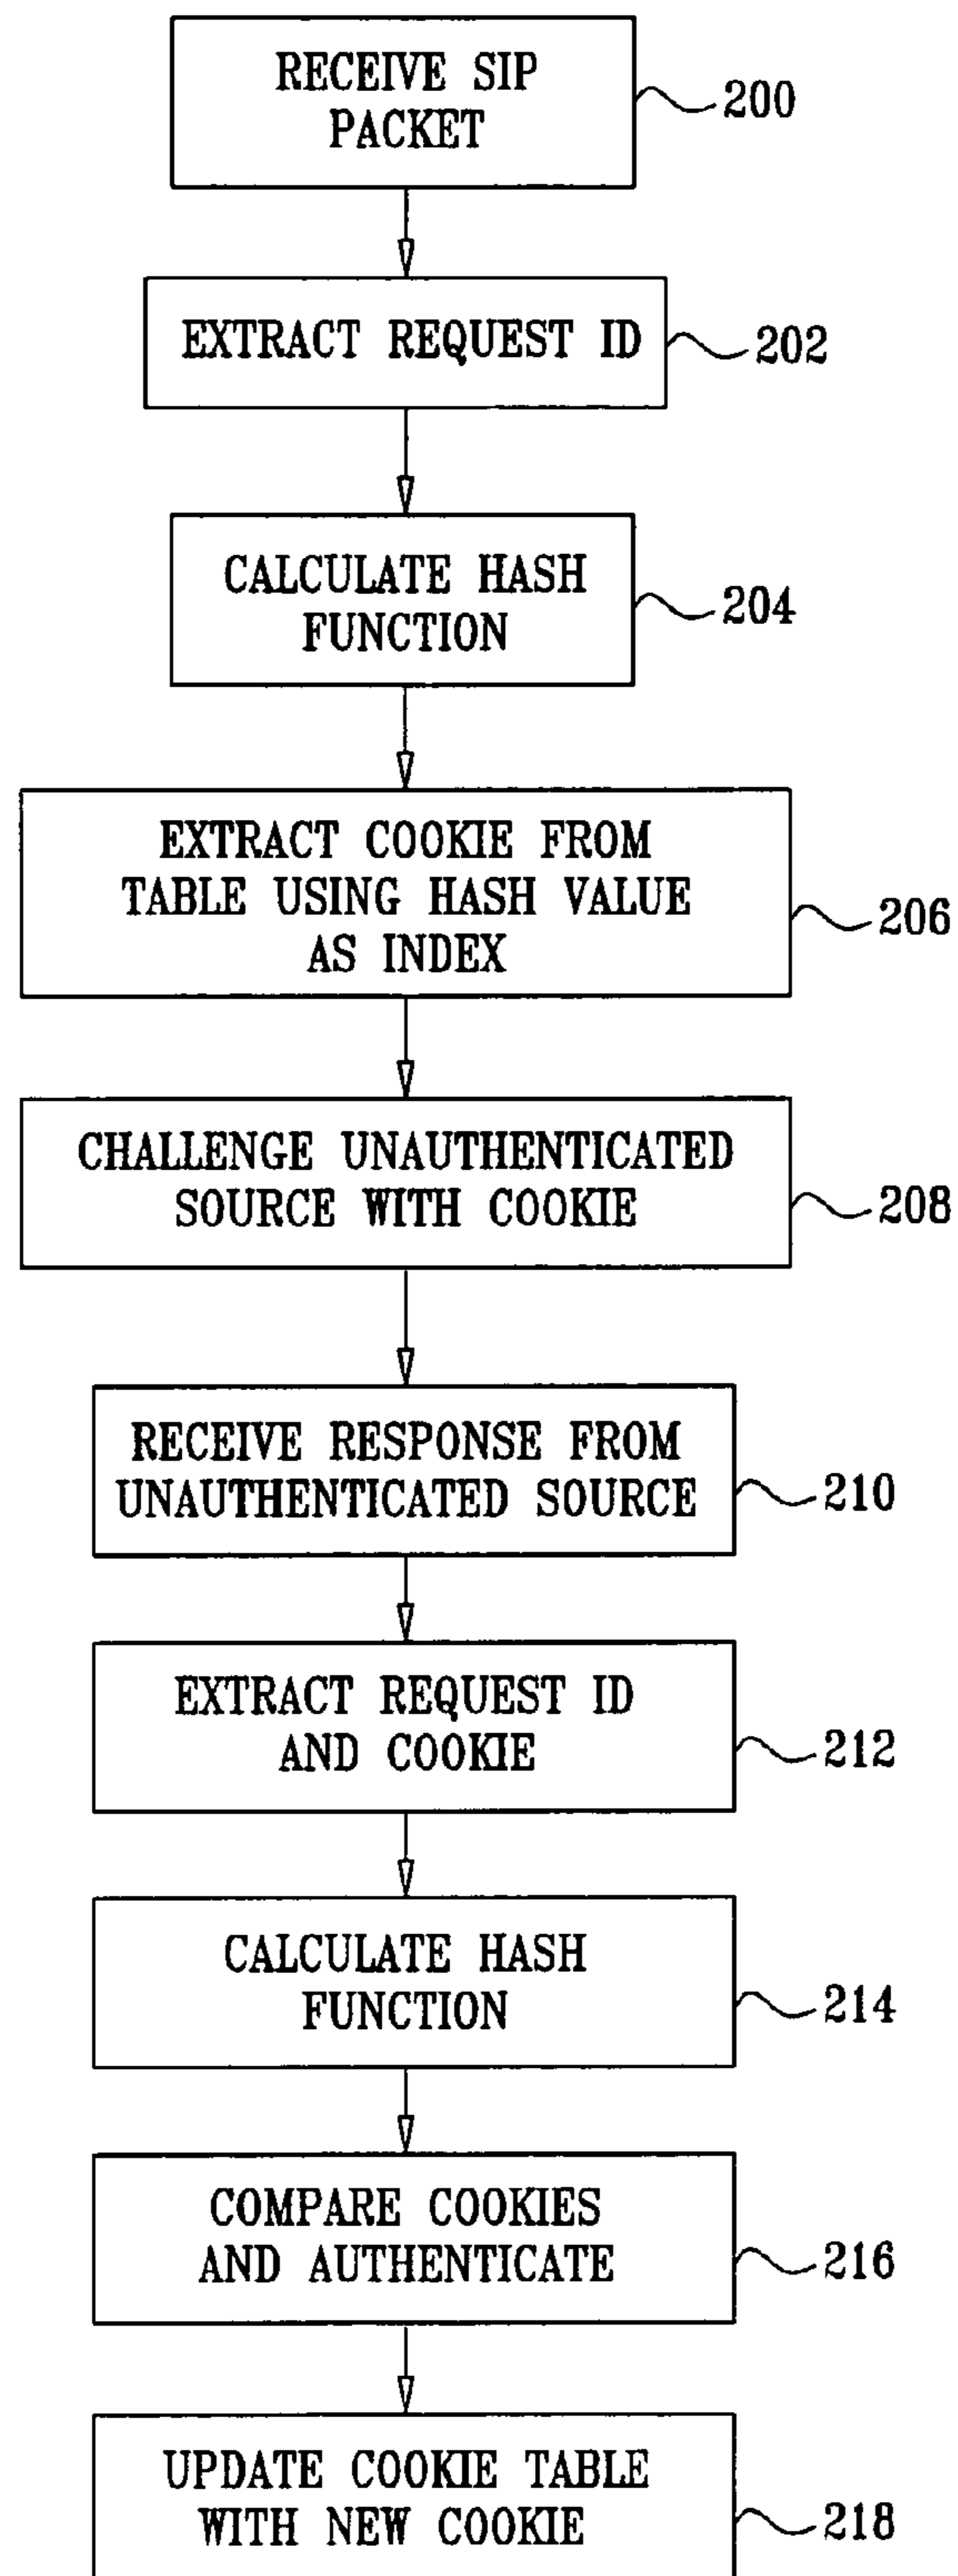 RECEIVE SIP
PACKET
200
EXTRACT REQUEST ID
202
CALCULATE HASH
FUNCTION
204
EXTRACT COOKIE FROM
TABLE USING HASH VALUE
AS INDEX
206
CHALLENGE UNAUTHENTICATED
SOURCE WITH COOKIE
208
RECEIVE RESPONSE FROM
UNAUTHENTICATED SOURCE
210
EXTRACT REQUEST ID
AND COOKIE
212
CALCULATE HASH
FUNCTION
214
COMPARE COOKIES
AND AUTHENTICATE
216
UPDATE COOKIE TABLE
WITH NEW COOKIE
218